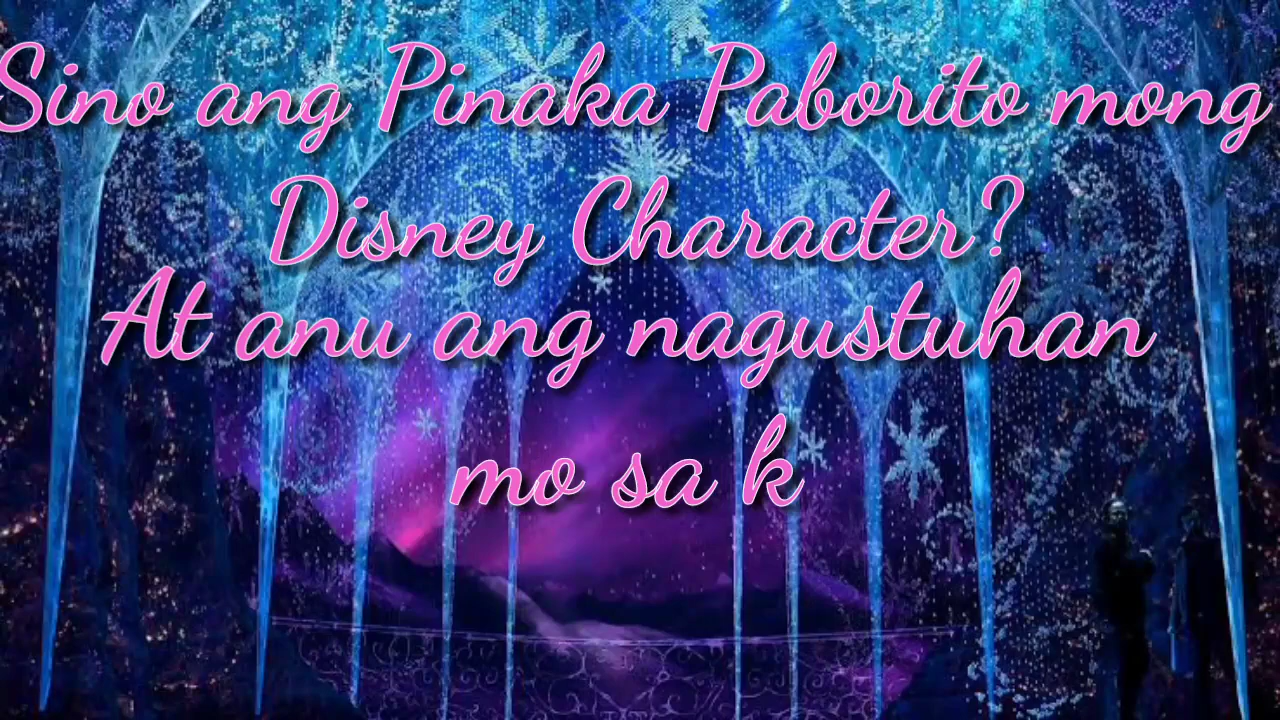 Sino ang Pinaka Paborito mong
Disney Character?
At anu ang nagustuhan
mo sa k